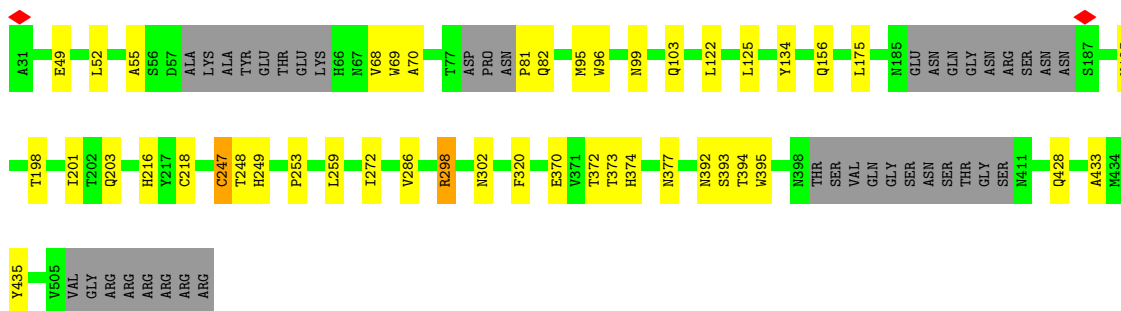 A31 E49 L52 A55 S56 D57 ALA LYS ALA TYR GLU THR GLU LYS H66 N67 V68 W69 A70 T77 ASP PRO ASN P81 Q82 M95 W96 N99 Q103 L122 L125 Y134 Q156 L175 N185 GLU ASN GLN GLY ASN ARG SER ASN ASN S187
T198 I201 T202 Q203 H216 Y217 C218 C247 T248 H249 P253 L259 I272 V286 R298 N302 F320 E370 V371 T372 T373 H374 N377 N392 S393 T394 W395 N398 THR SER VAL GLN GLY SER ASN SER THR GLY SER N411 Q428 A433 M434
Y435 V505 VAL GLY ARG ARG ARG ARG ARG ARG